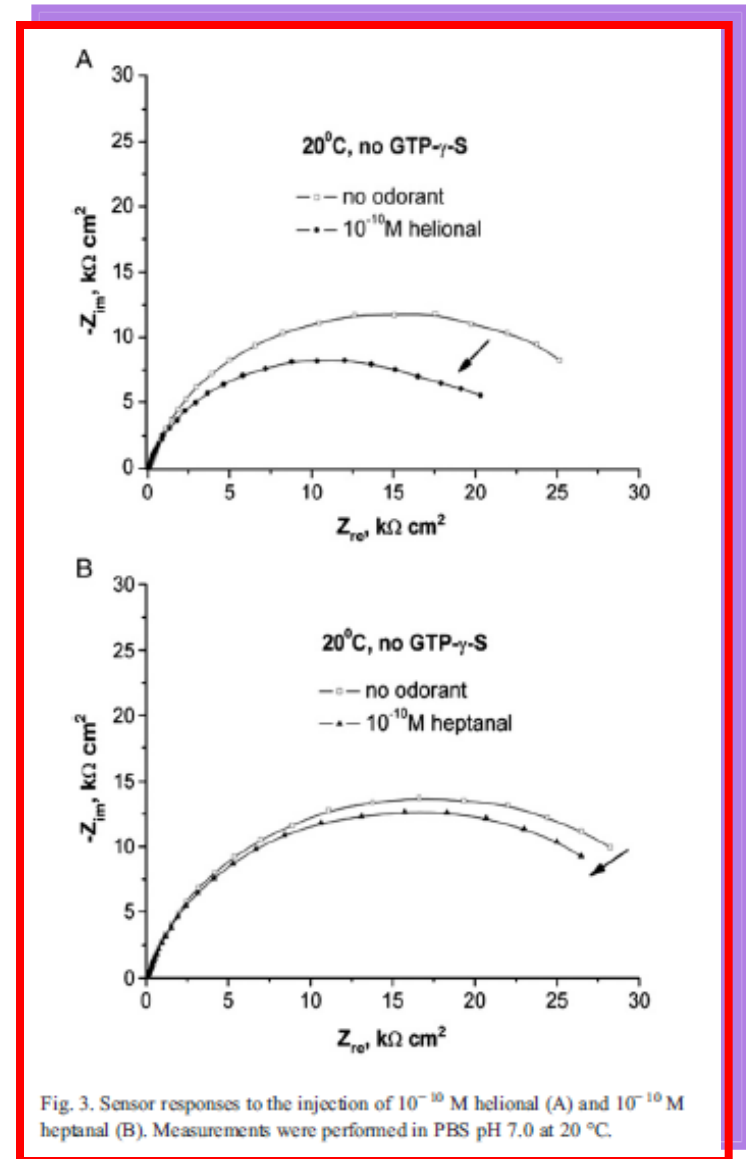 A
30
25
20
15
10
5
0
-Z_im, kΩ cm²
20⁰C, no GTP-γ-S
no odorant
10⁻¹⁰M helional
0 5 10 15 20 25 30
Z_re, kΩ cm²
B
30
25
20
15
10
5
0
-Z_im, kΩ cm²
20⁰C, no GTP-γ-S
no odorant
10⁻¹⁰M heptanal
0 5 10 15 20 25 30
Z_re, kΩ cm²
Fig. 3. Sensor responses to the injection of 10⁻¹⁰ M helional (A) and 10⁻¹⁰ M
heptanal (B). Measurements were performed in PBS pH 7.0 at 20 °C.